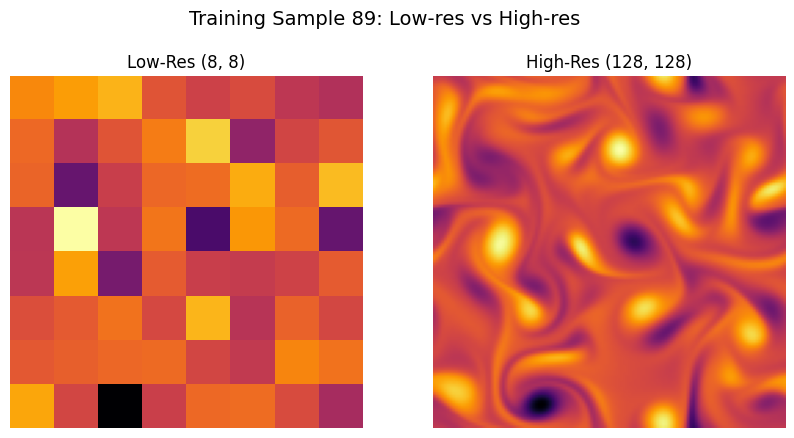 Training Sample 89: Low-res vs High-res
Low-Res (8, 8)
High-Res (128, 128)